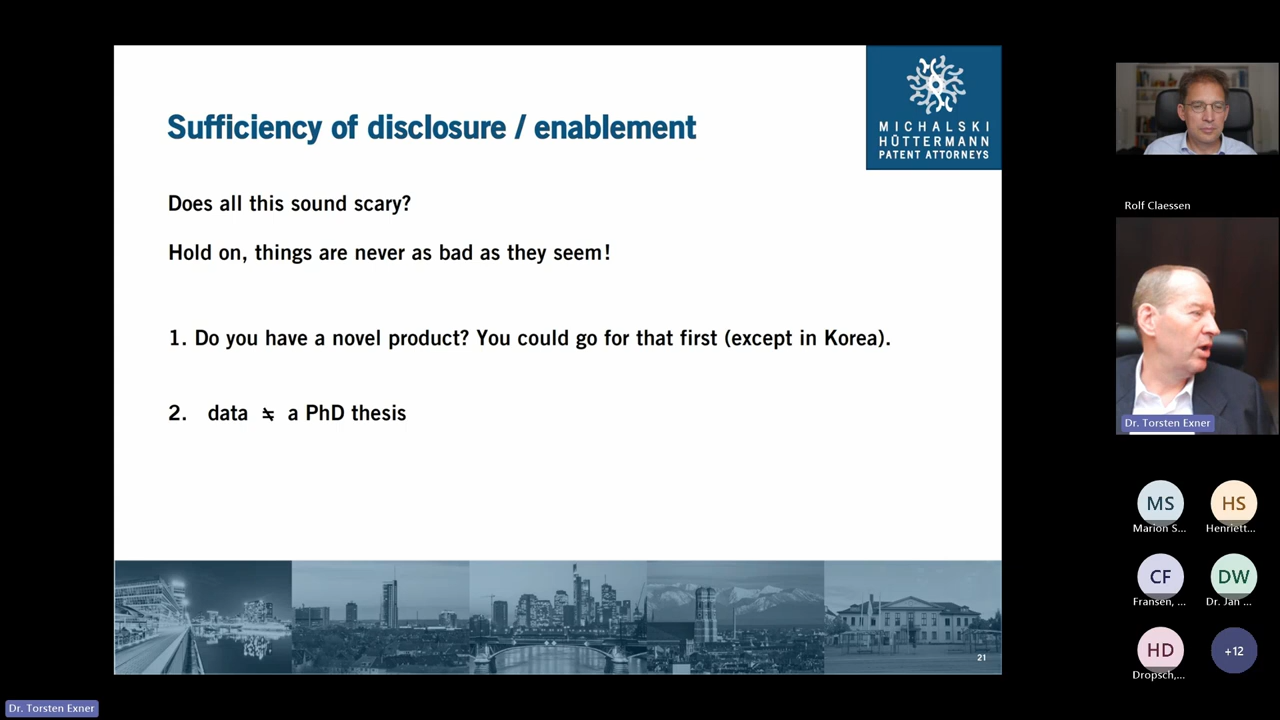 MICHALSKI
HÜTTERMANN
PATENT ATTORNEYS
Sufficiency of disclosure / enablement
Does all this sound scary?
Hold on, things are never as bad as they seem!
1. Do you have a novel product? You could go for that first (except in Korea).
2. data ≒ a PhD thesis
21
Rolf Claessen
Dr. Torsten Exner
MS
Marion S...
HS
Henriett...
CF
Fransen, ...
DW
Dr. Jan ...
HD
Dropsch,...
+12
Dr. Torsten Exner